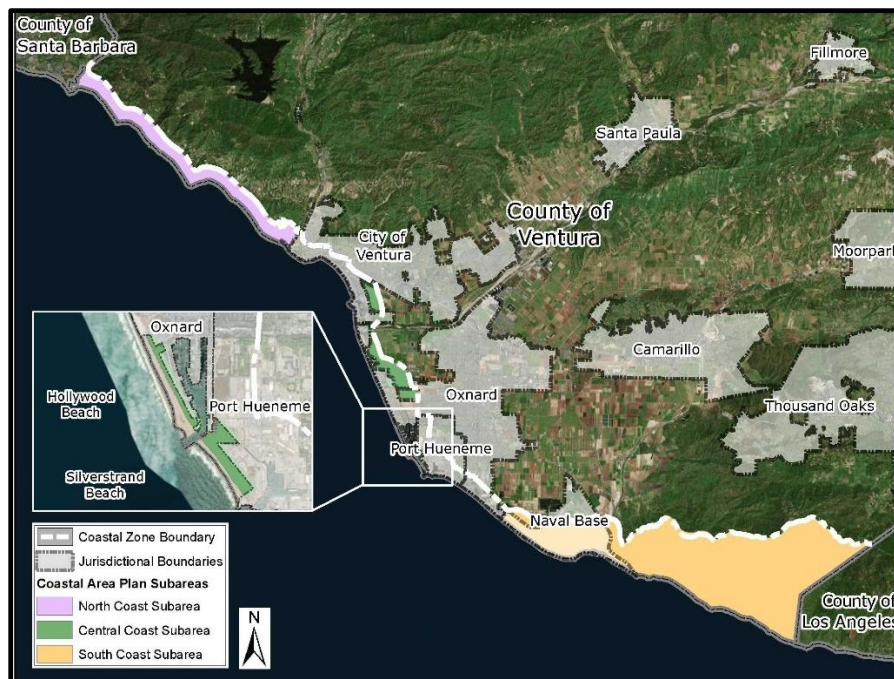 County of
Santa Barbara
Fillmore
Santa Paula
County of
Ventura
City of
Ventura
Moorpark
Oxnard
Hollywood
Beach
Port Hueneme
Silverstrand
Beach
Camarillo
Oxnard
Thousand Oaks
Port Hueneme
Naval Base
County of
Los Angeles
Coastal Zone Boundary
Jurisdictional Boundaries
Coastal Area Plan Subareas
North Coast Subarea
Central Coast Subarea
South Coast Subarea
N